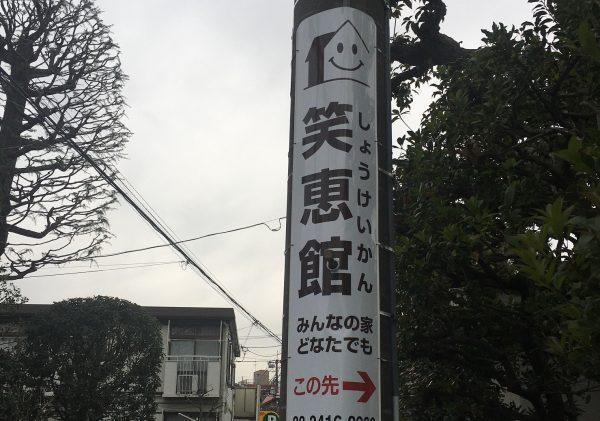 笑恵館
しょうけいかん
みんなの家
どなたでも
この先
P